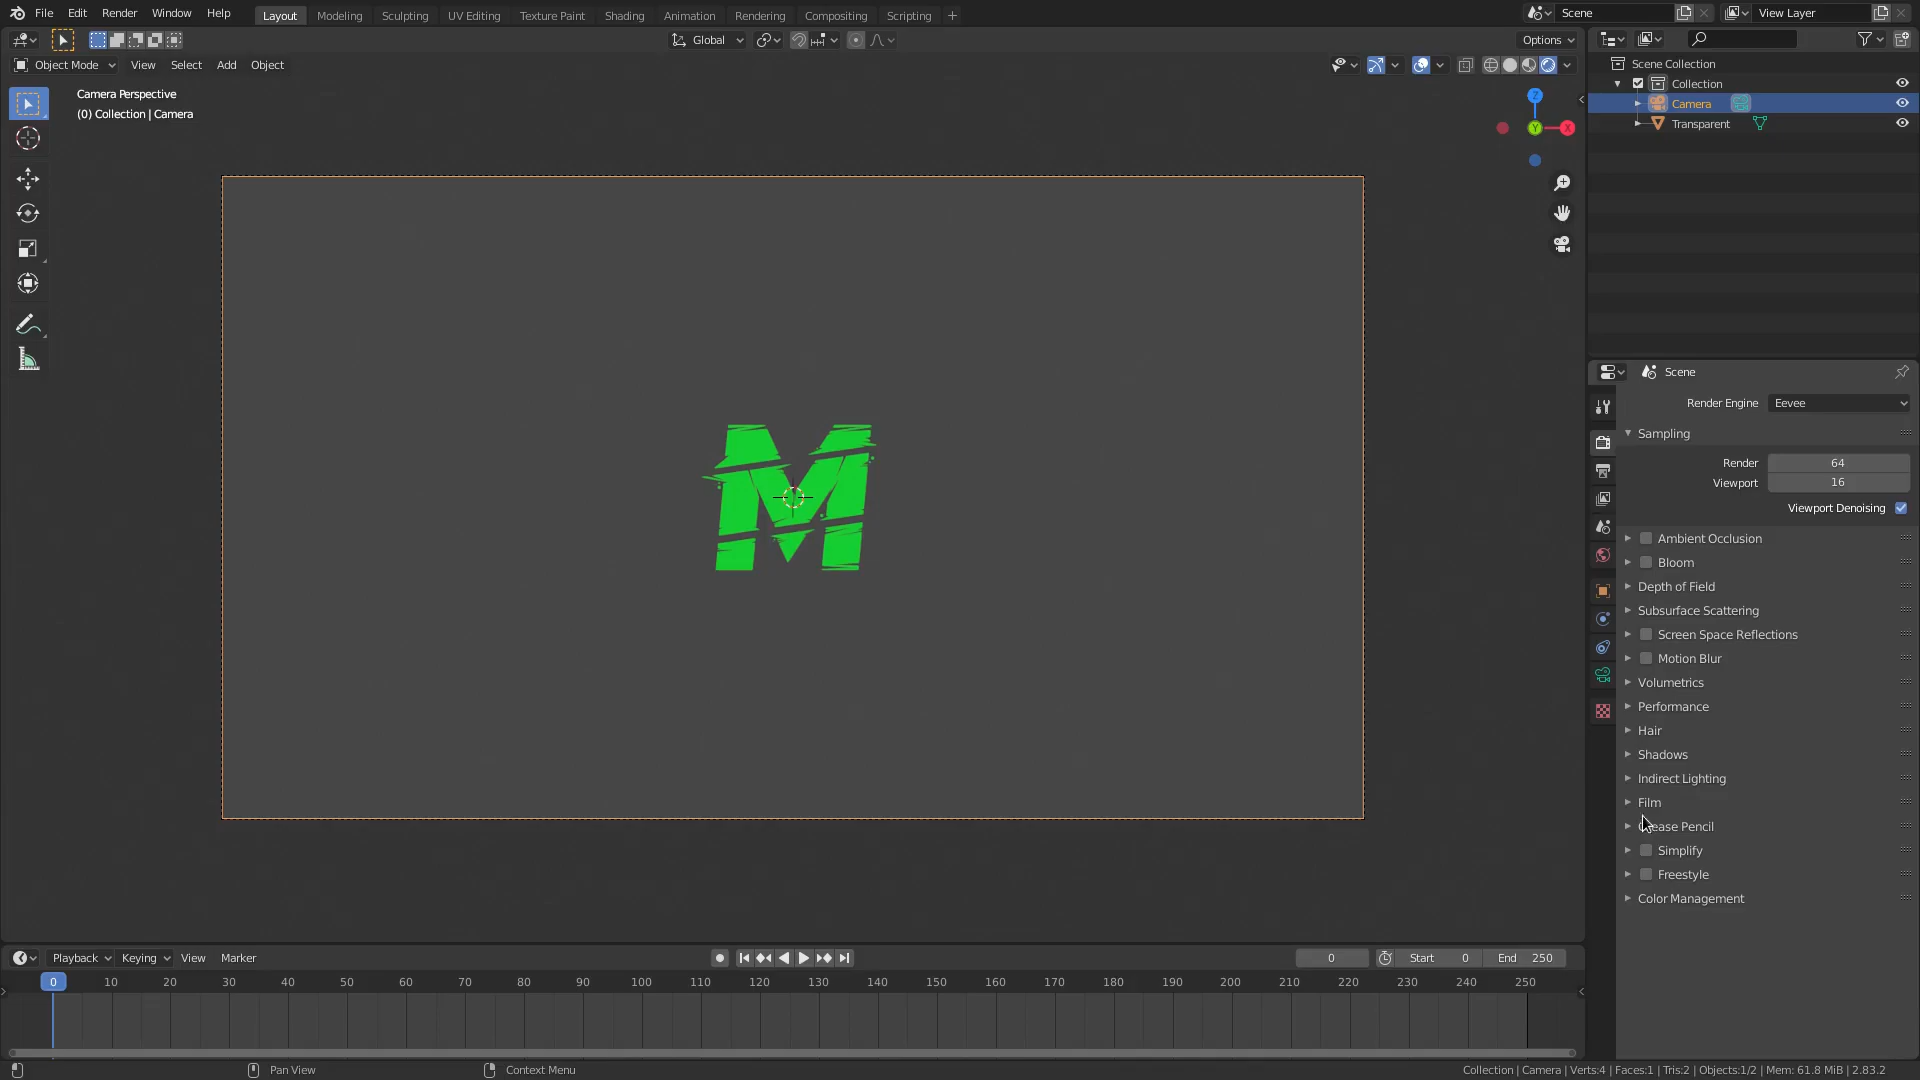 File Edit Render Window Help
Layout Modeling Sculpting UV Editing Texture Paint Shading Animation Rendering Compositing Scripting +
Scene
View Layer
Global
Options
Object Mode View Select Add Object
Camera Perspective
(0) Collection | Camera
Z
Y
X
M
Scene Collection
Collection
Camera
Transparent
Scene
Render Engine Eevee
Sampling
Render 64
Viewport 16
Viewport Denoising
Ambient Occlusion
Bloom
Depth of Field
Subsurface Scattering
Screen Space Reflections
Motion Blur
Volumetrics
Performance
Hair
Shadows
Indirect Lighting
Film
ease Pencil
Simplify
Freestyle
Color Management
Playback Keying View Marker
0 Start 0 End 250
0 10 20 30 40 50 60 70 80 90 100 110 120 130 140 150 160 170 180 190 200 210 220 230 240 250
Pan View
Context Menu
Collection | Camera | Verts:4 | Faces:1 | Tris:2 | Objects:1/2 | Mem: 61.8 MiB | 2.83.2